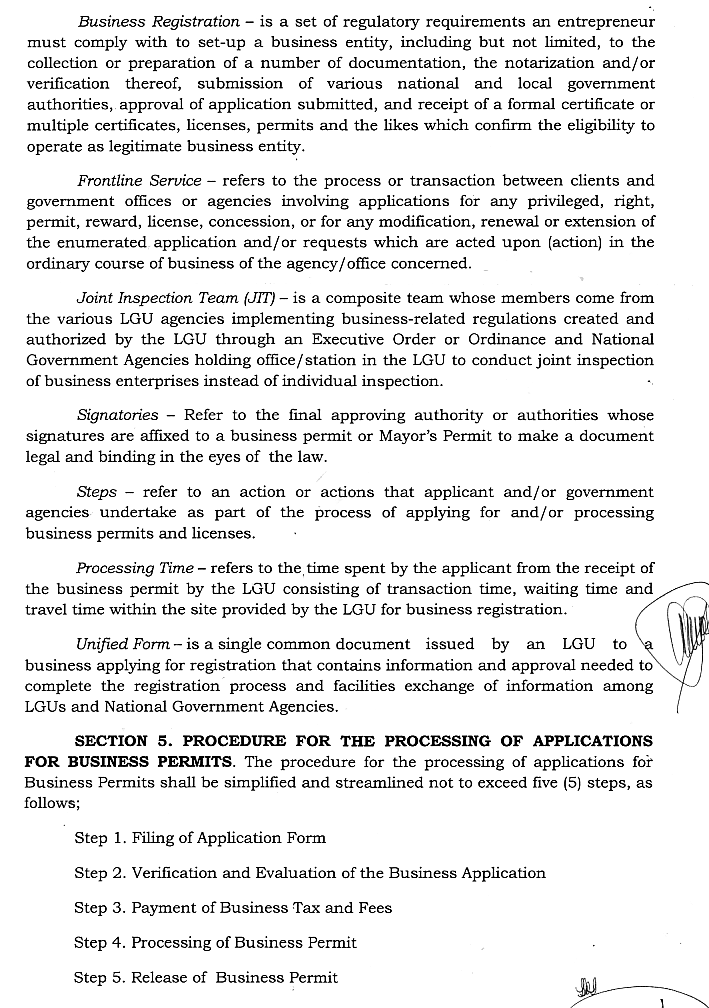 Business Registration – is a set of regulatory requirements an entrepreneur
must comply with to set-up a business entity, including but not limited, to the
collection or preparation of a number of documentation, the notarization and/or
verification thereof, submission of various national and local government
authorities, approval of application submitted, and receipt of a formal certificate or
multiple certificates, licenses, permits and the likes which confirm the eligibility to
operate as legitimate business entity.
Frontline Service – refers to the process or transaction between clients and
government offices or agencies involving applications for any privileged, right,
permit, reward, license, concession, or for any modification, renewal or extension of
the enumerated application and/or requests which are acted upon (action) in the
ordinary course of business of the agency/office concerned.
Joint Inspection Team (JIT) – is a composite team whose members come from
the various LGU agencies implementing business-related regulations created and
authorized by the LGU through an Executive Order or Ordinance and National
Government Agencies holding office/station in the LGU to conduct joint inspection
of business enterprises instead of individual inspection.
Signatories – Refer to the final approving authority or authorities whose
signatures are affixed to a business permit or Mayor's Permit to make a document
legal and binding in the eyes of the law.
Steps – refer to an action or actions that applicant and/or government
agencies undertake as part of the process of applying for and/or processing
business permits and licenses.
Processing Time – refers to the time spent by the applicant from the receipt of
the business permit by the LGU consisting of transaction time, waiting time and
travel time within the site provided by the LGU for business registration.
Unified Form – is a single common document issued by an LGU to a
business applying for registration that contains information and approval needed to
complete the registration process and facilities exchange of information among
LGUs and National Government Agencies.
SECTION 5. PROCEDURE FOR THE PROCESSING OF APPLICATIONS
FOR BUSINESS PERMITS. The procedure for the processing of applications for
Business Permits shall be simplified and streamlined not to exceed five (5) steps, as
follows;
Step 1. Filing of Application Form
Step 2. Verification and Evaluation of the Business Application
Step 3. Payment of Business Tax and Fees
Step 4. Processing of Business Permit
Step 5. Release of Business Permit